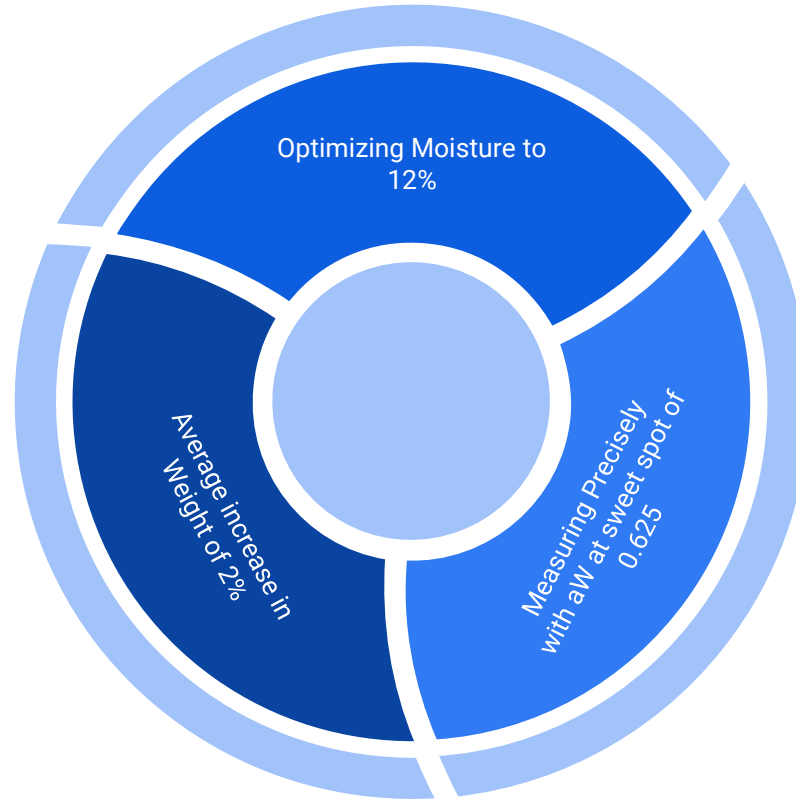 Optimizing Moisture to
12%
Measuring Precisely
with aW at sweet spot of
0.625
Average increase in
Weight of 2%